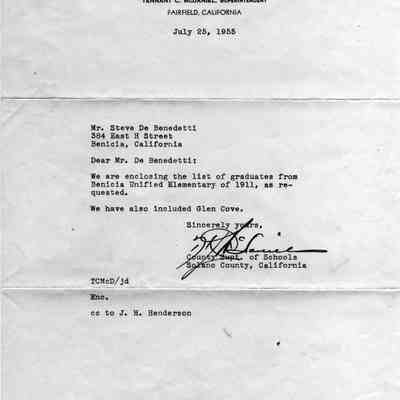 TENNANT C. McDANIEL, SUPERINTENDENT
FAIRFIELD, CALIFORNIA
July 25, 1955
Mr. Steve De Benedetti
384 East H Street
Benicia, California
Dear Mr. De Benedetti:
We are enclosing the list of graduates from
Benicia Unified Elementary of 1911, as re-
quested.
We have also included Glen Cove.
Sincerely yours,
County Supt. of Schools
Solano County, California
TCMcD/jd
Enc.
cc to J. H. Henderson